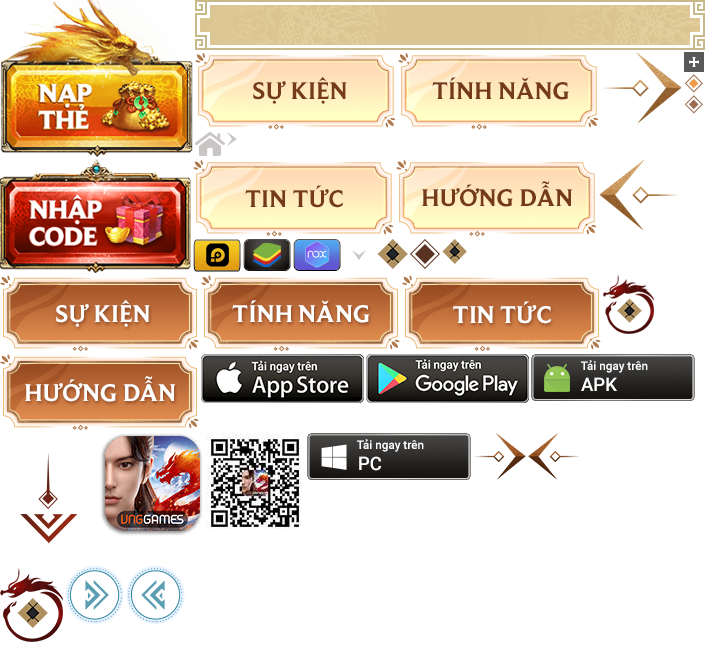 NẠP
THẺ
SỰ KIỆN
TÍNH NĂNG
NHẬP
CODE
TIN TỨC
HƯỚNG DẪN
nox
SỰ KIỆN
TÍNH NĂNG
TIN TỨC
HƯỚNG DẪN
Tải ngay trên
App Store
Tải ngay trên
Google Play
Tải ngay trên
APK
VNGGAMES
Tải ngay trên
PC